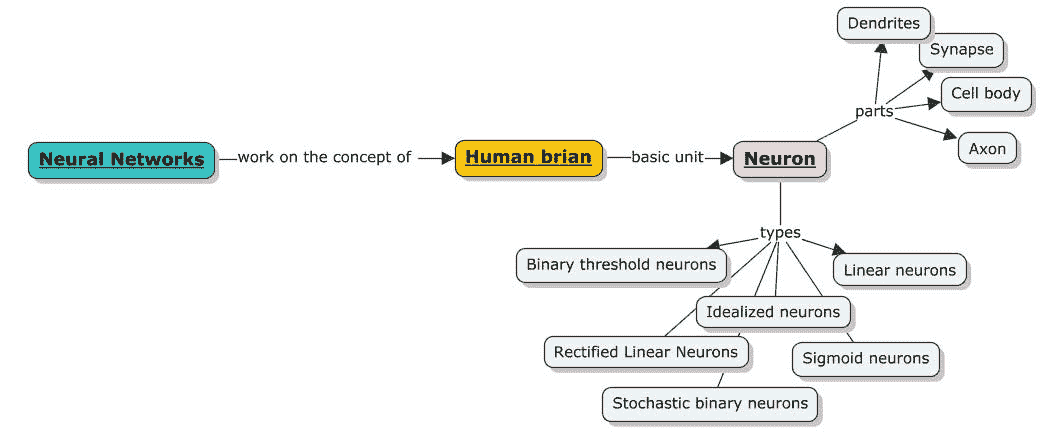 Dendrites
Synapse
Cell body
parts
Axon
Neural Networks work on the concept of Human brian basic unit Neuron
types
Binary threshold neurons
Linear neurons
Idealized neurons
Rectified Linear Neurons
Sigmoid neurons
Stochastic binary neurons